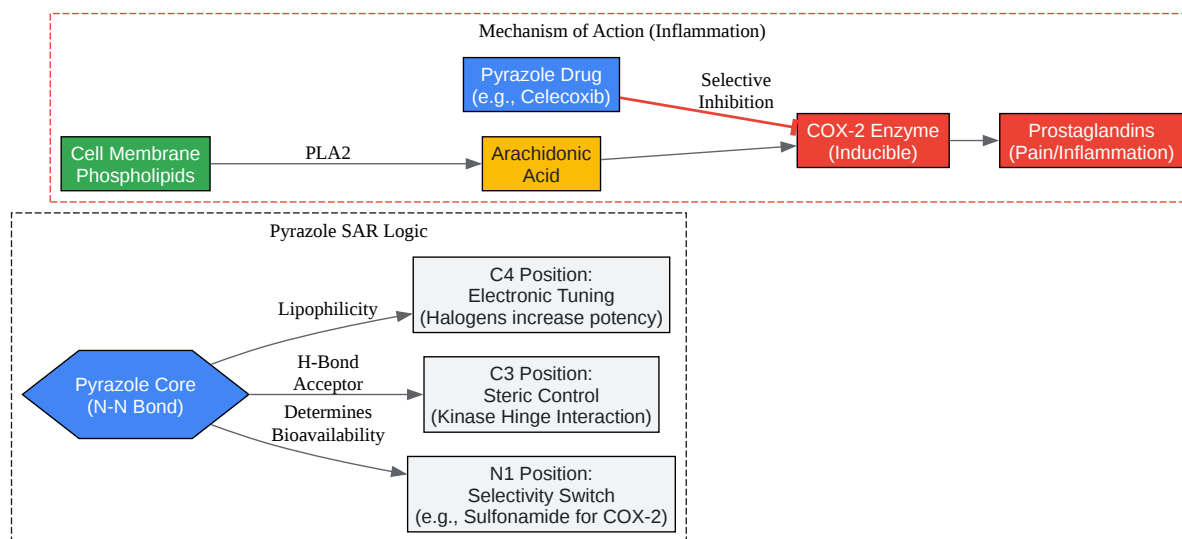 Mechanism of Action (Inflammation)
Pyrazole Drug
(e.g., Celecoxib)
Selective
Inhibition
COX-2 Enzyme
(Inducible)
Prostaglandins
(Pain/Inflammation)
Cell Membrane
Phospholipids
PLA2
Arachidonic
Acid
Pyrazole SAR Logic
Pyrazole Core
(N-N Bond)
Lipophilicity
C4 Position:
Electronic Tuning
(Halogens increase potency)
H-Bond
Acceptor
C3 Position:
Steric Control
(Kinase Hinge Interaction)
Determines
Bioavailability
N1 Position:
Selectivity Switch
(e.g., Sulfonamide for COX-2)